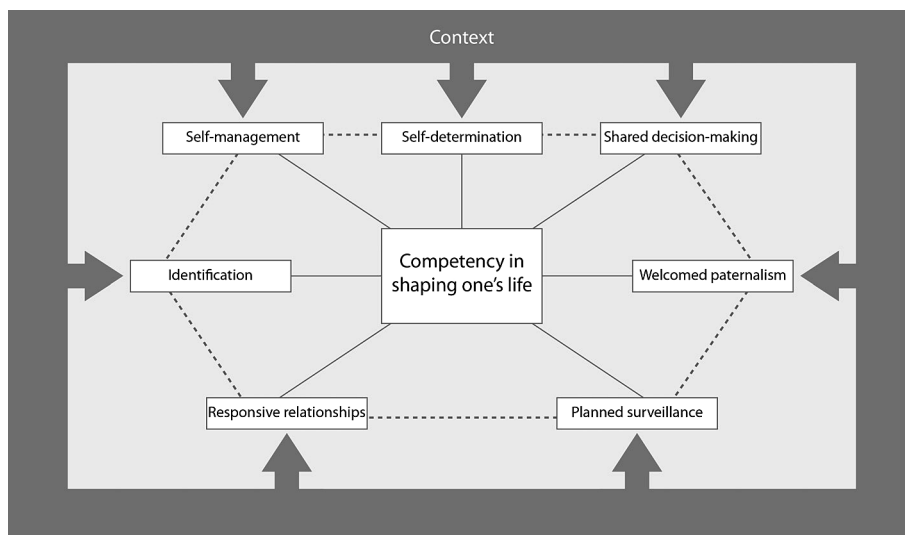 Context
Self-management
Self-determination
Shared decision-making
Identification
Competency in
shaping one's life
Welcomed paternalism
Responsive relationships
Planned surveillance